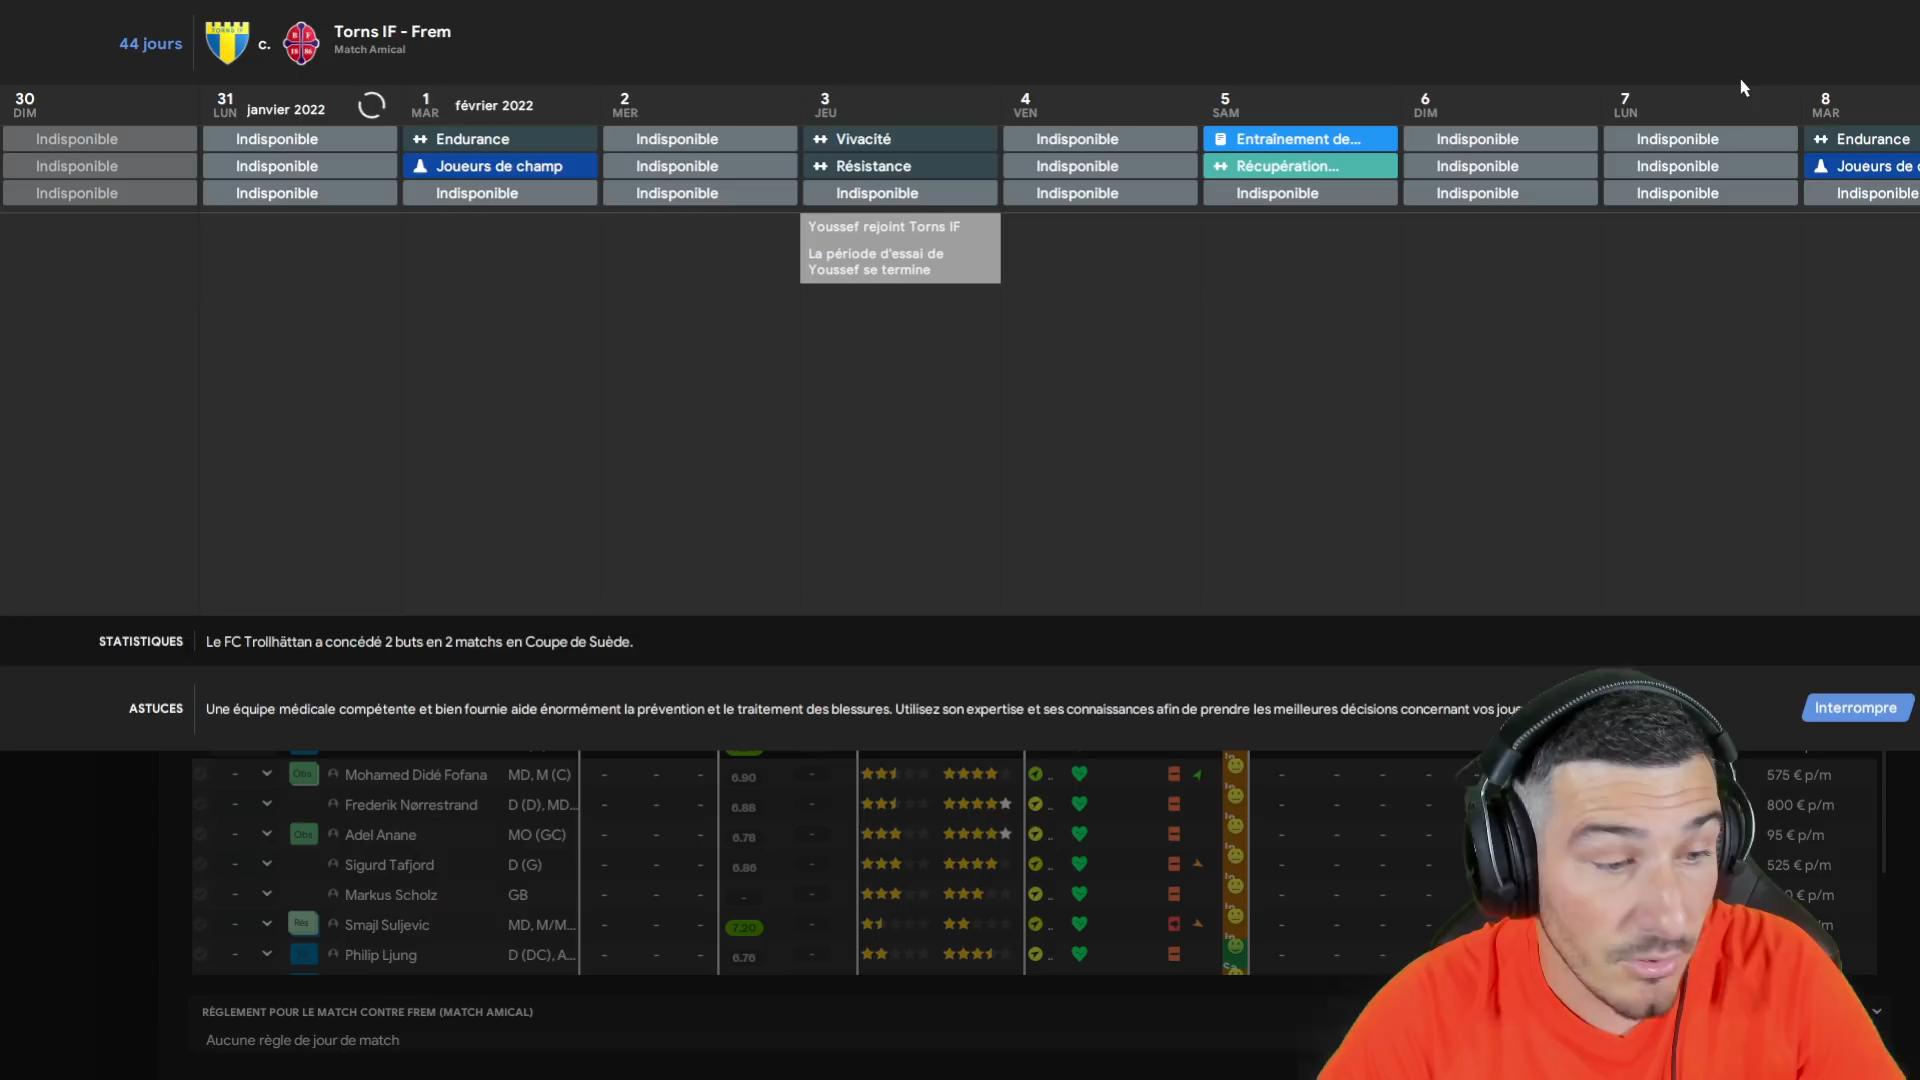 44 jours
TORNS IF
c.
B F
18 86
Torns IF - Frem
Match Amical
30
DIM
31
LUN
janvier 2022
1
MAR
février 2022
2
MER
3
JEU
4
VEN
5
SAM
6
DIM
7
LUN
8
MAR
Indisponible Indisponible Endurance Indisponible Vivacité Indisponible Entraînement de... Indisponible Indisponible Endurance
Indisponible Indisponible Joueurs de champ Indisponible Résistance Indisponible Récupération... Indisponible Indisponible Joueurs de c
Indisponible Indisponible Indisponible Indisponible Indisponible Indisponible Indisponible Indisponible Indisponible Indisponible
Youssef rejoint Torns IF
La période d'essai de
Youssef se termine
STATISTIQUES Le FC Trollhättan a concédé 2 buts en 2 matchs en Coupe de Suède.
ASTUCES Une équipe médicale compétente et bien fournie aide énormément la prévention et le traitement des blessures. Utilisez son expertise et ses connaissances afin de prendre les meilleures décisions concernant vos joue
Interrompre
- Obs Mohamed Didé Fofana MD, M (C) - - - 6.90 - .. - - - - 575 € p/m
- Frederik Nørrestrand D (D), MD... - - - 6.88 - .. - - - - 800 € p/m
- Obs Adel Anane MO (GC) - - - 6.78 - .. - - - - 95 € p/m
- Sigurd Tafjord D (G) - - - 6.86 - .. - - - - 525 € p/m
- Markus Scholz GB - - - - - .. - - - - € p/m
- Rés Smajl Suljevic MD, M/M... - - - 7.20 - .. - - - - /m
- Philip Ljung D (DC), A... - - - 6.76 - .. - - - -
RÈGLEMENT POUR LE MATCH CONTRE FREM (MATCH AMICAL)
Aucune règle de jour de match